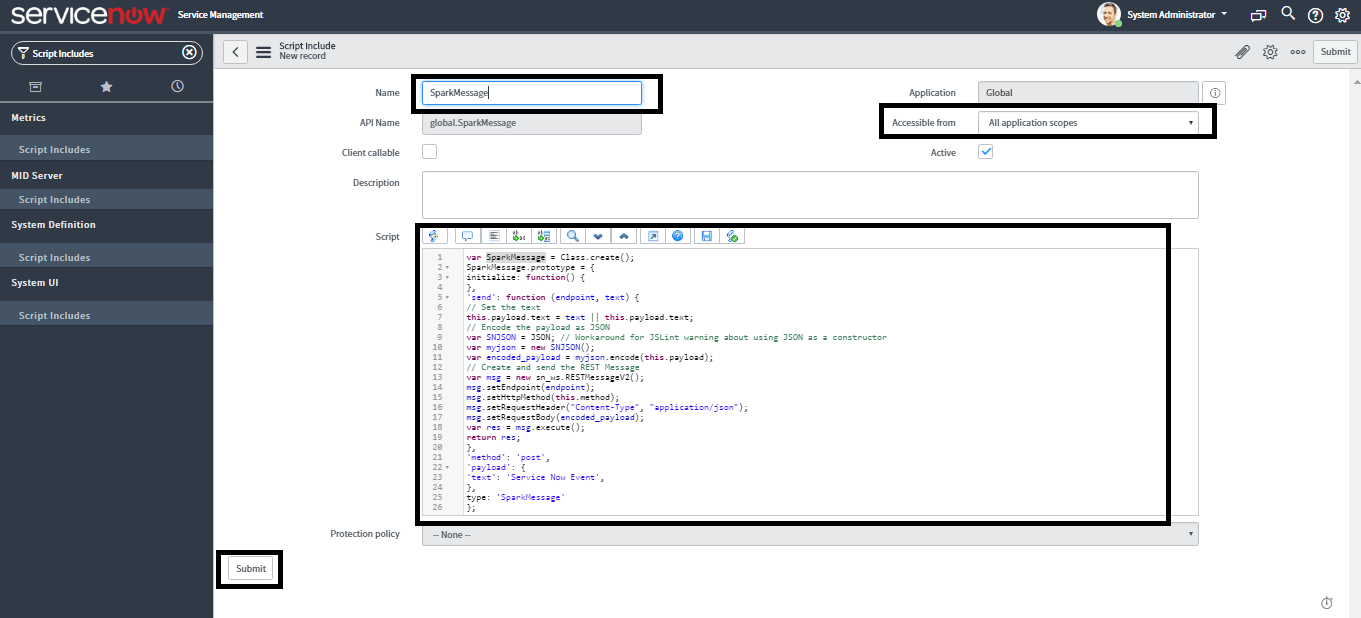 servicenow Service Management
System Administrator
Script Includes
Script Include
New record
Submit
Metrics
Script Includes
MID Server
Script Includes
System Definition
Script Includes
System UI
Script Includes
Name SparkMessage
Application Global
API Name global.SparkMessage
Accessible from All application scopes
Client callable
Active
Description
Script
1 var SparkMessage = Class.create();
2 SparkMessage.prototype = {
3 initialize: function() {
4 },
5 'send': function (endpoint, text) {
6 // Set the text
7 this.payload.text = text || this.payload.text;
8 // Encode the payload as JSON
9 var SNJSON = JSON; // Workaround for JSLint warning about using JSON as a constructor
10 var myjson = new SNJSON();
11 var encoded_payload = myjson.encode(this.payload);
12 // Create and send the REST Message
13 var msg = new sn_ws.RESTMessageV2();
14 msg.setEndpoint(endpoint);
15 msg.setHttpMethod(this.method);
16 msg.setRequestHeader("Content-Type", "application/json");
17 msg.setRequestBody(encoded_payload);
18 var res = msg.execute();
19 return res;
20 },
21 'method': 'post',
22 'payload': {
23 'text': 'Service Now Event',
24 },
25 type: 'SparkMessage'
26 };
Protection policy -- None --
Submit